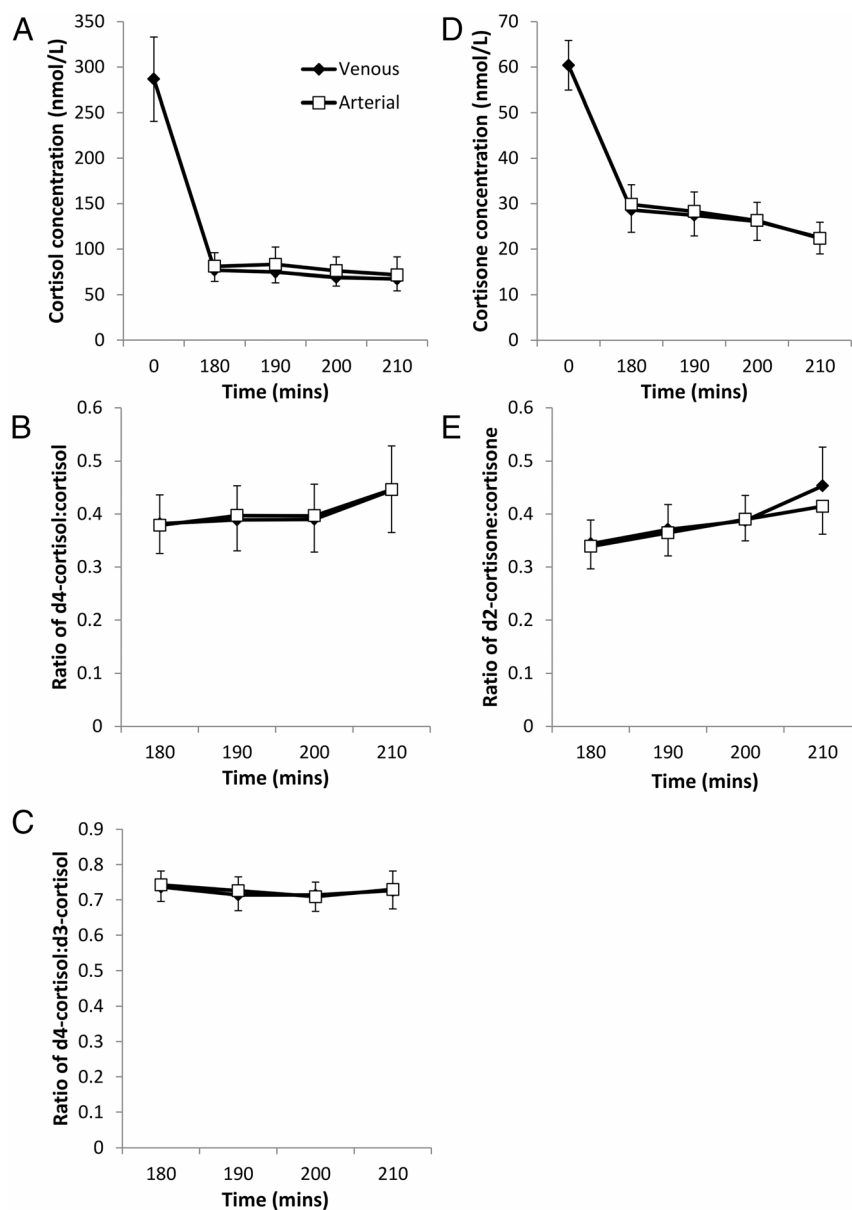 A
Cortisol concentration (nmol/L)
350
300
250
200
150
100
50
0
Venous
Arterial
0 180 190 200 210
Time (mins)
D
Cortisone concentration (nmol/L)
70
60
50
40
30
20
10
0
0 180 190 200 210
Time (mins)
B
Ratio of d4-cortisol:cortisol
0.6
0.5
0.4
0.3
0.2
0.1
0
180 190 200 210
Time (mins)
E
Ratio of d2-cortisone:cortisone
0.6
0.5
0.4
0.3
0.2
0.1
0
180 190 200 210
Time (mins)
C
Ratio of d4-cortisol:d3-cortisol
0.9
0.8
0.7
0.6
0.5
0.4
0.3
0.2
0.1
0
180 190 200 210
Time (mins)